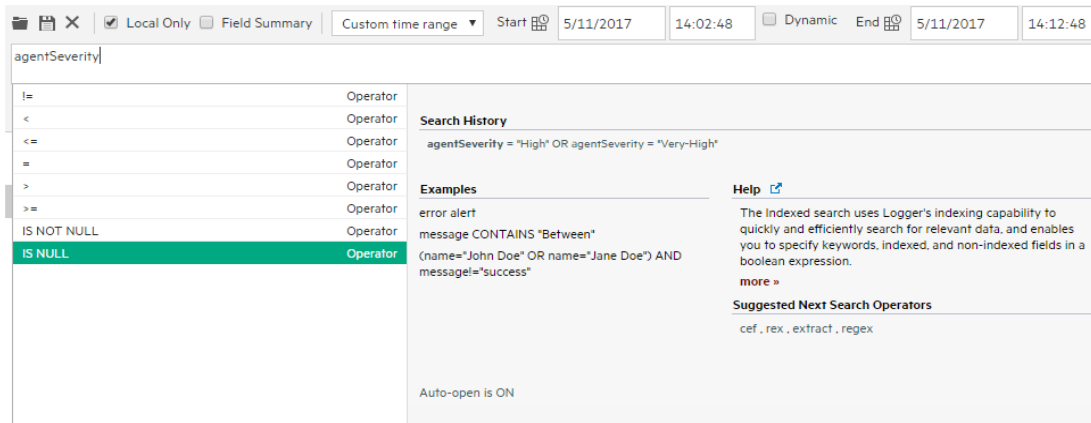 Local Only Field Summary Custom time range Start 5/11/2017 14:02:48 Dynamic End 5/11/2017 14:12:48
agentSeverity
!= Operator
< Operator
<= Operator
= Operator
> Operator
>= Operator
IS NOT NULL Operator
IS NULL Operator
Search History
agentSeverity = "High" OR agentSeverity = "Very-High"
Examples
error alert
message CONTAINS "Between"
(name="John Doe" OR name="Jane Doe") AND
message!="success"
Help
The Indexed search uses Logger's indexing capability to
quickly and efficiently search for relevant data, and enables
you to specify keywords, indexed, and non-indexed fields in a
boolean expression.
more »
Suggested Next Search Operators
cef , rex , extract , regex
Auto-open is ON